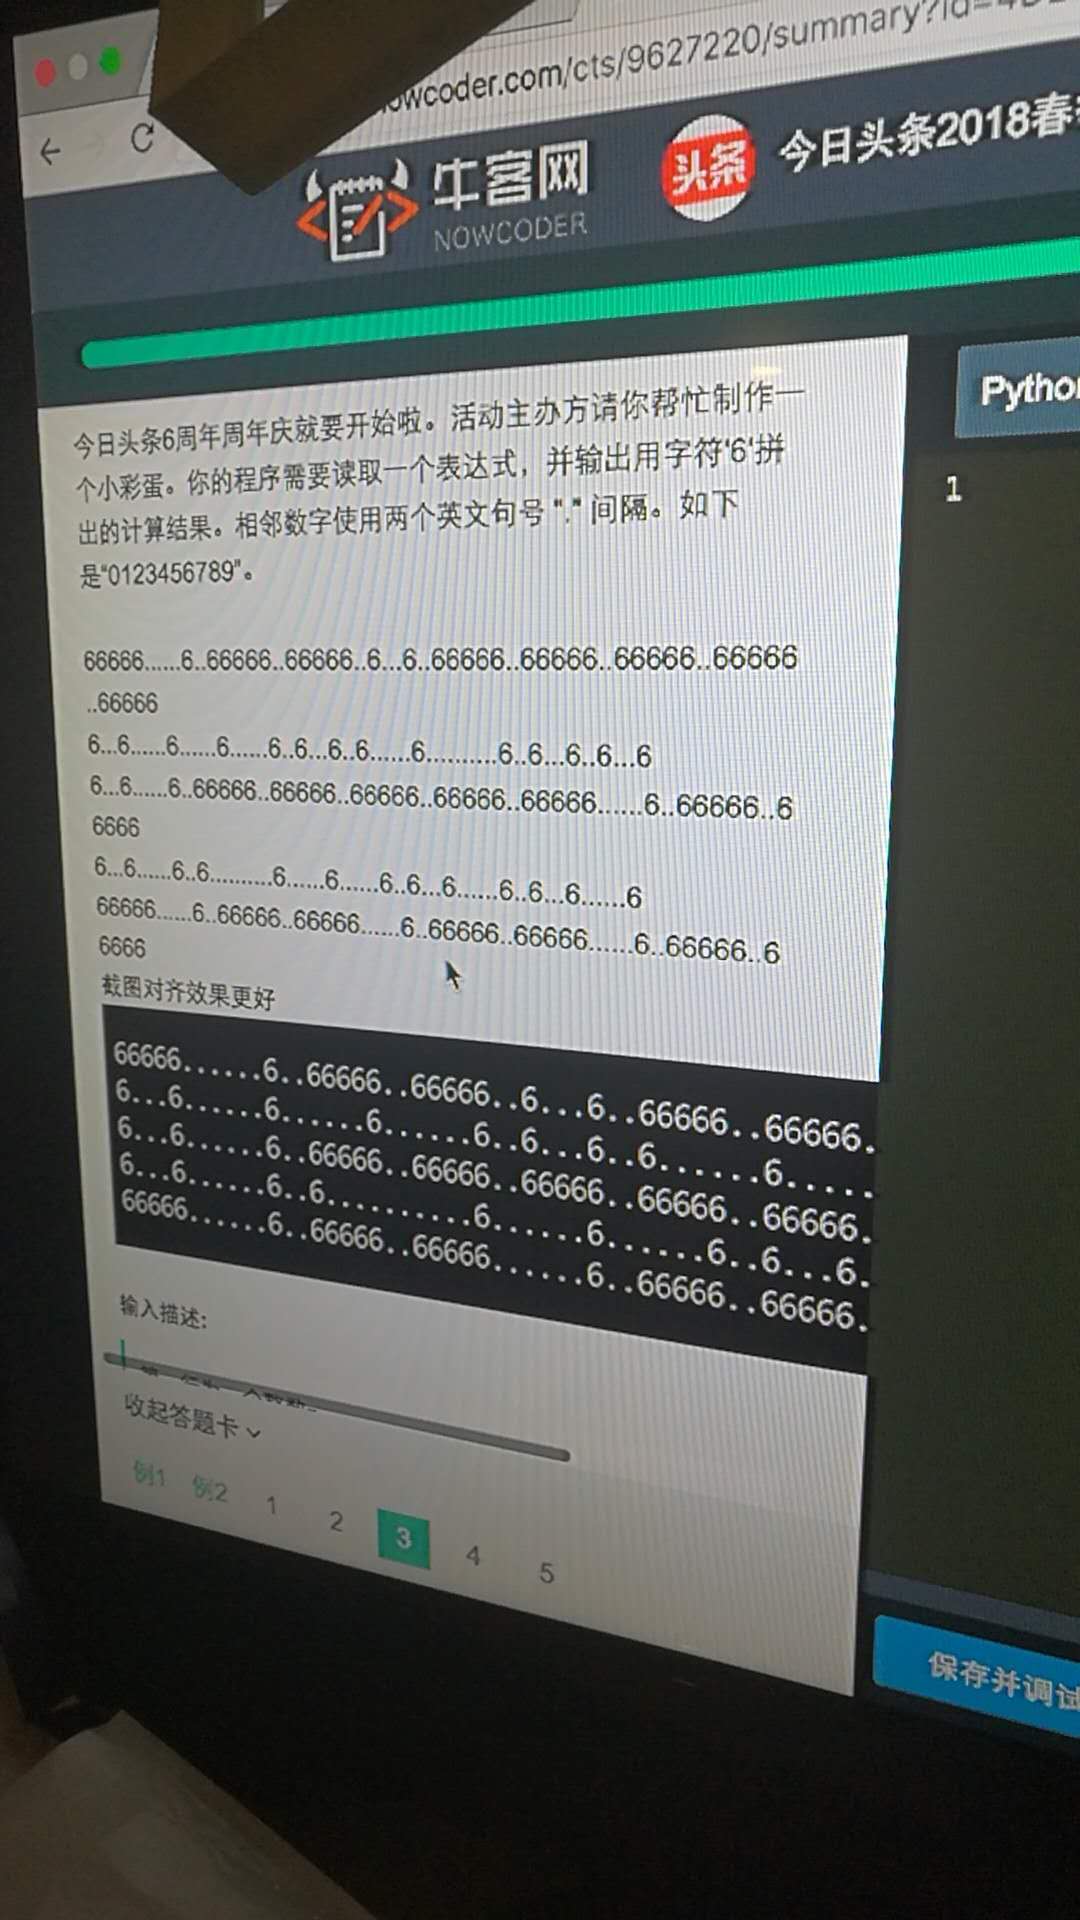 owcoder.com/cts/9627220/summary?id=4D
牛客网
NOWCODER
头条
今日头条2018春
Python
1
今日头条6周年周年庆就要开始啦。活动主办方请你帮忙制作一
个小彩蛋。你的程序需要读取一个表达式，并输出用字符'6'拼
出的计算结果。相邻数字使用两个英文句号 "." 间隔。如下
是“0123456789”。
66666......6..66666..66666..6...6..66666..66666..66666..66666
..66666
6...6......6......6......6..6...6..6......6..........6..6...6..6...6
6...6......6..66666..66666..66666..66666..66666......6..66666..6
6666
6...6......6..6..........6......6......6..6...6......6..6...6......6
66666......6..66666..66666......6..66666..66666......6..66666..6
6666
截图对齐效果更好
66666......6..66666..66666..6...6..66666..66666.
6...6......6......6......6..6...6..6......6.....
6...6......6..66666..66666..66666..66666..66666.
6...6......6..6..........6......6......6..6...6.
66666......6..66666..66666......6..66666..66666.
输入描述:
收起答题卡
例1 例2 1 2 3 4 5
保存并调试